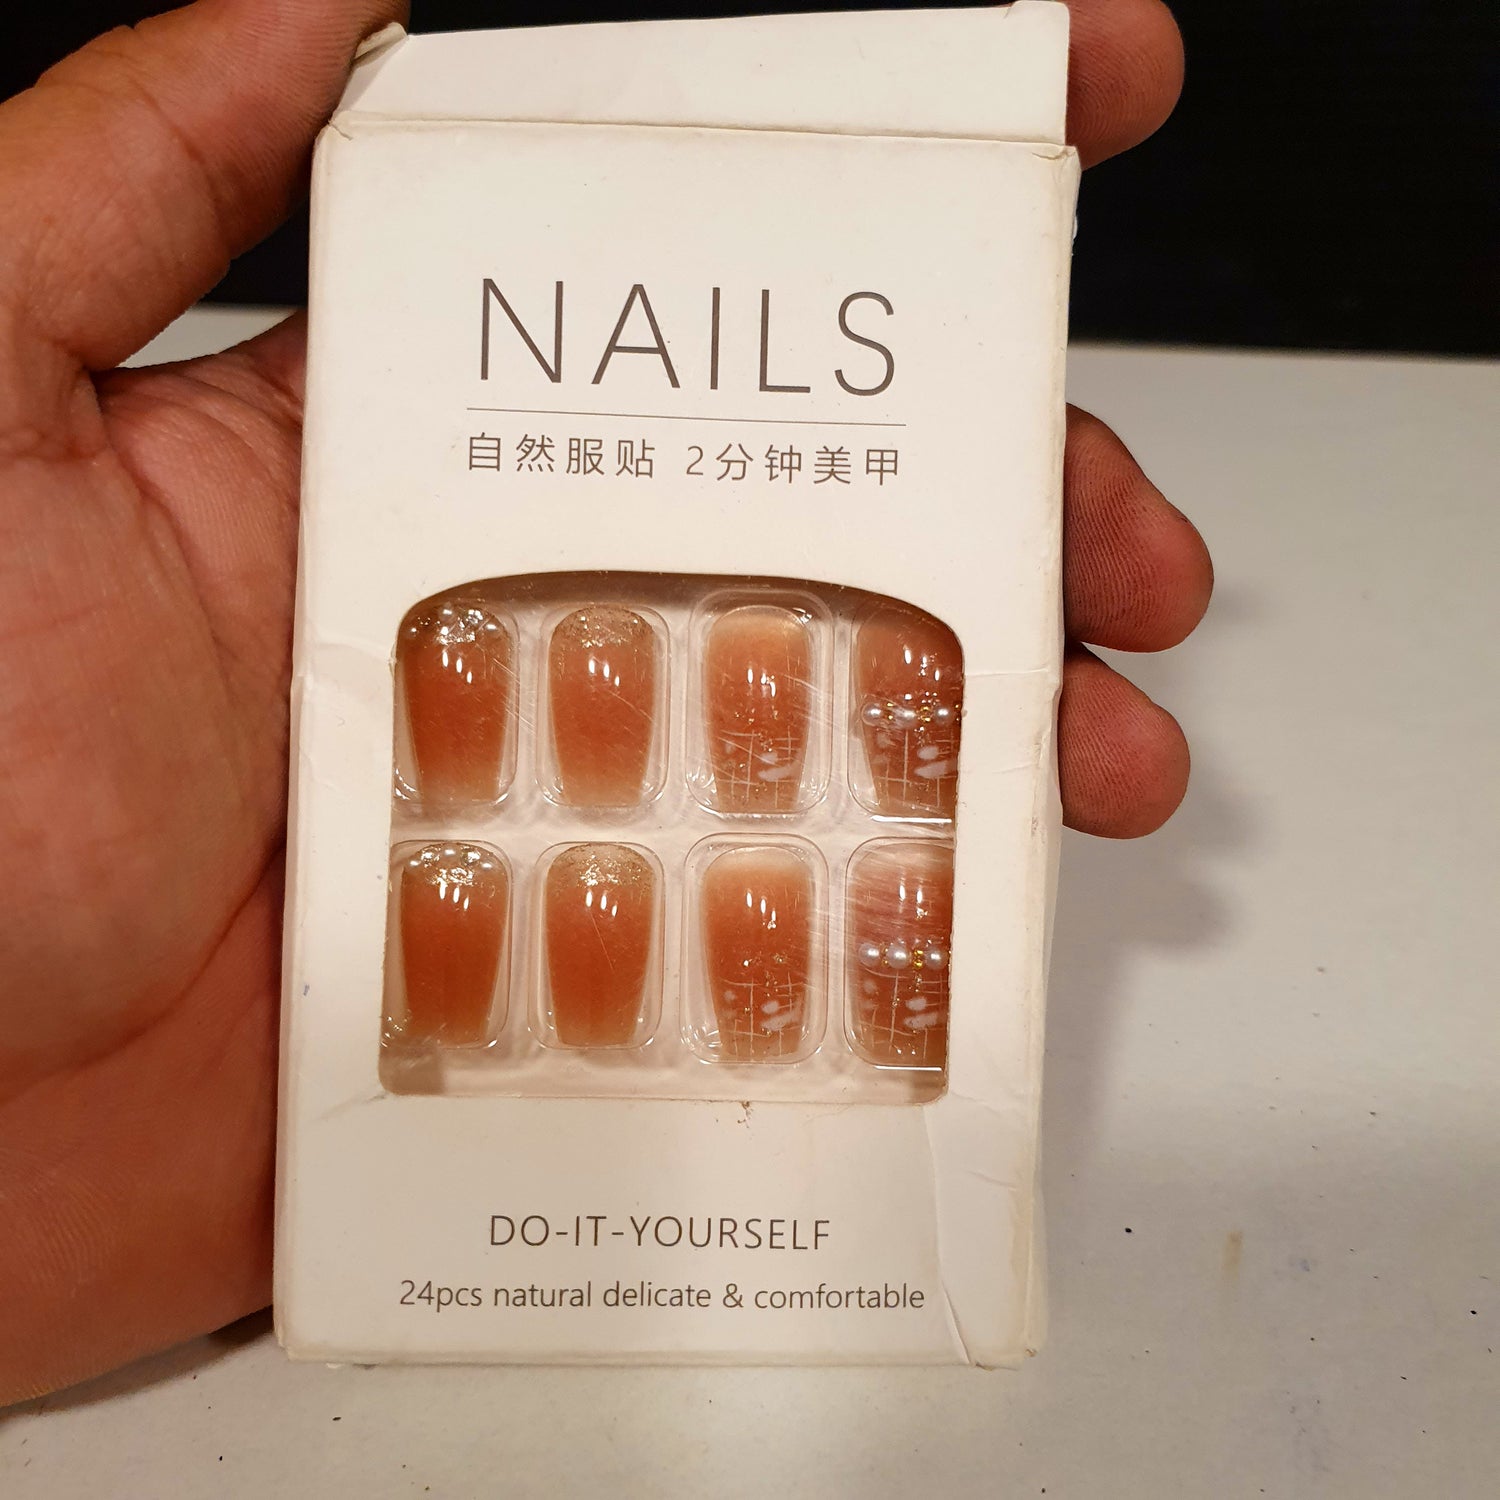 NAILS
自然服贴 2分钟美甲
DO-IT-YOURSELF
24pcs natural delicate & comfortable